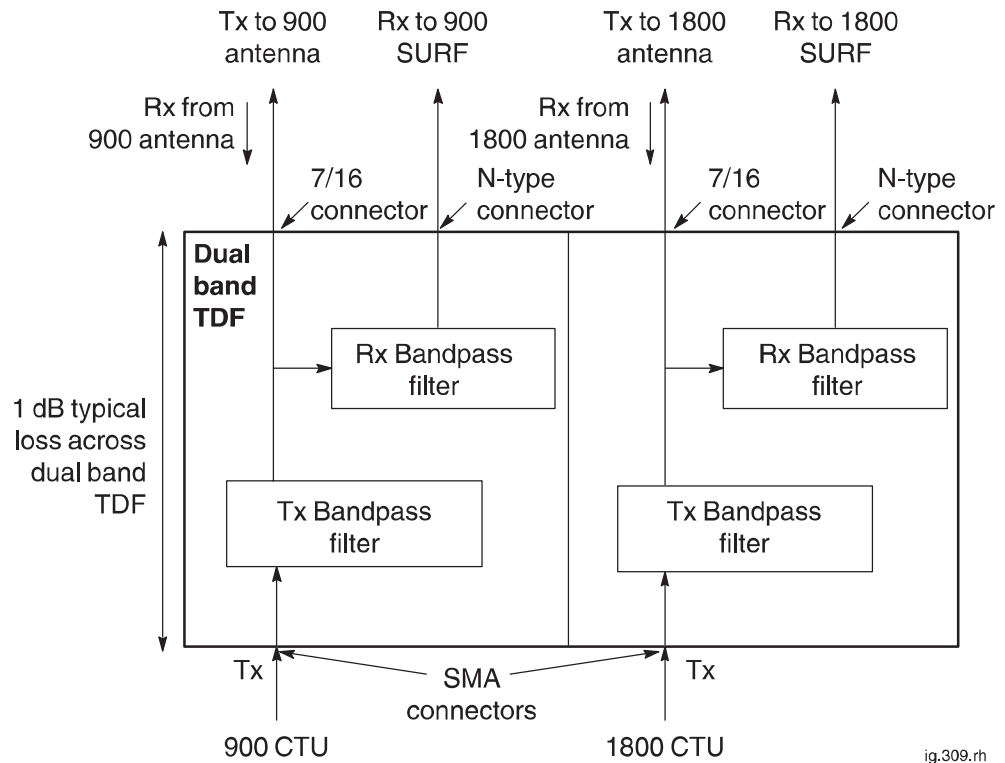 Tx to 900
antenna
Rx to 900
SURF
Tx to 1800
antenna
Rx to 1800
SURF
Rx from
900 antenna
Rx from
1800 antenna
7/16
connector
N-type
connector
7/16
connector
N-type
connector
Dual
band
TDF
Rx Bandpass
filter
Rx Bandpass
filter
1 dB typical
loss across
dual band
TDF
Tx Bandpass
filter
Tx Bandpass
filter
Tx
SMA
connectors
Tx
900 CTU
1800 CTU
ig.309.rh